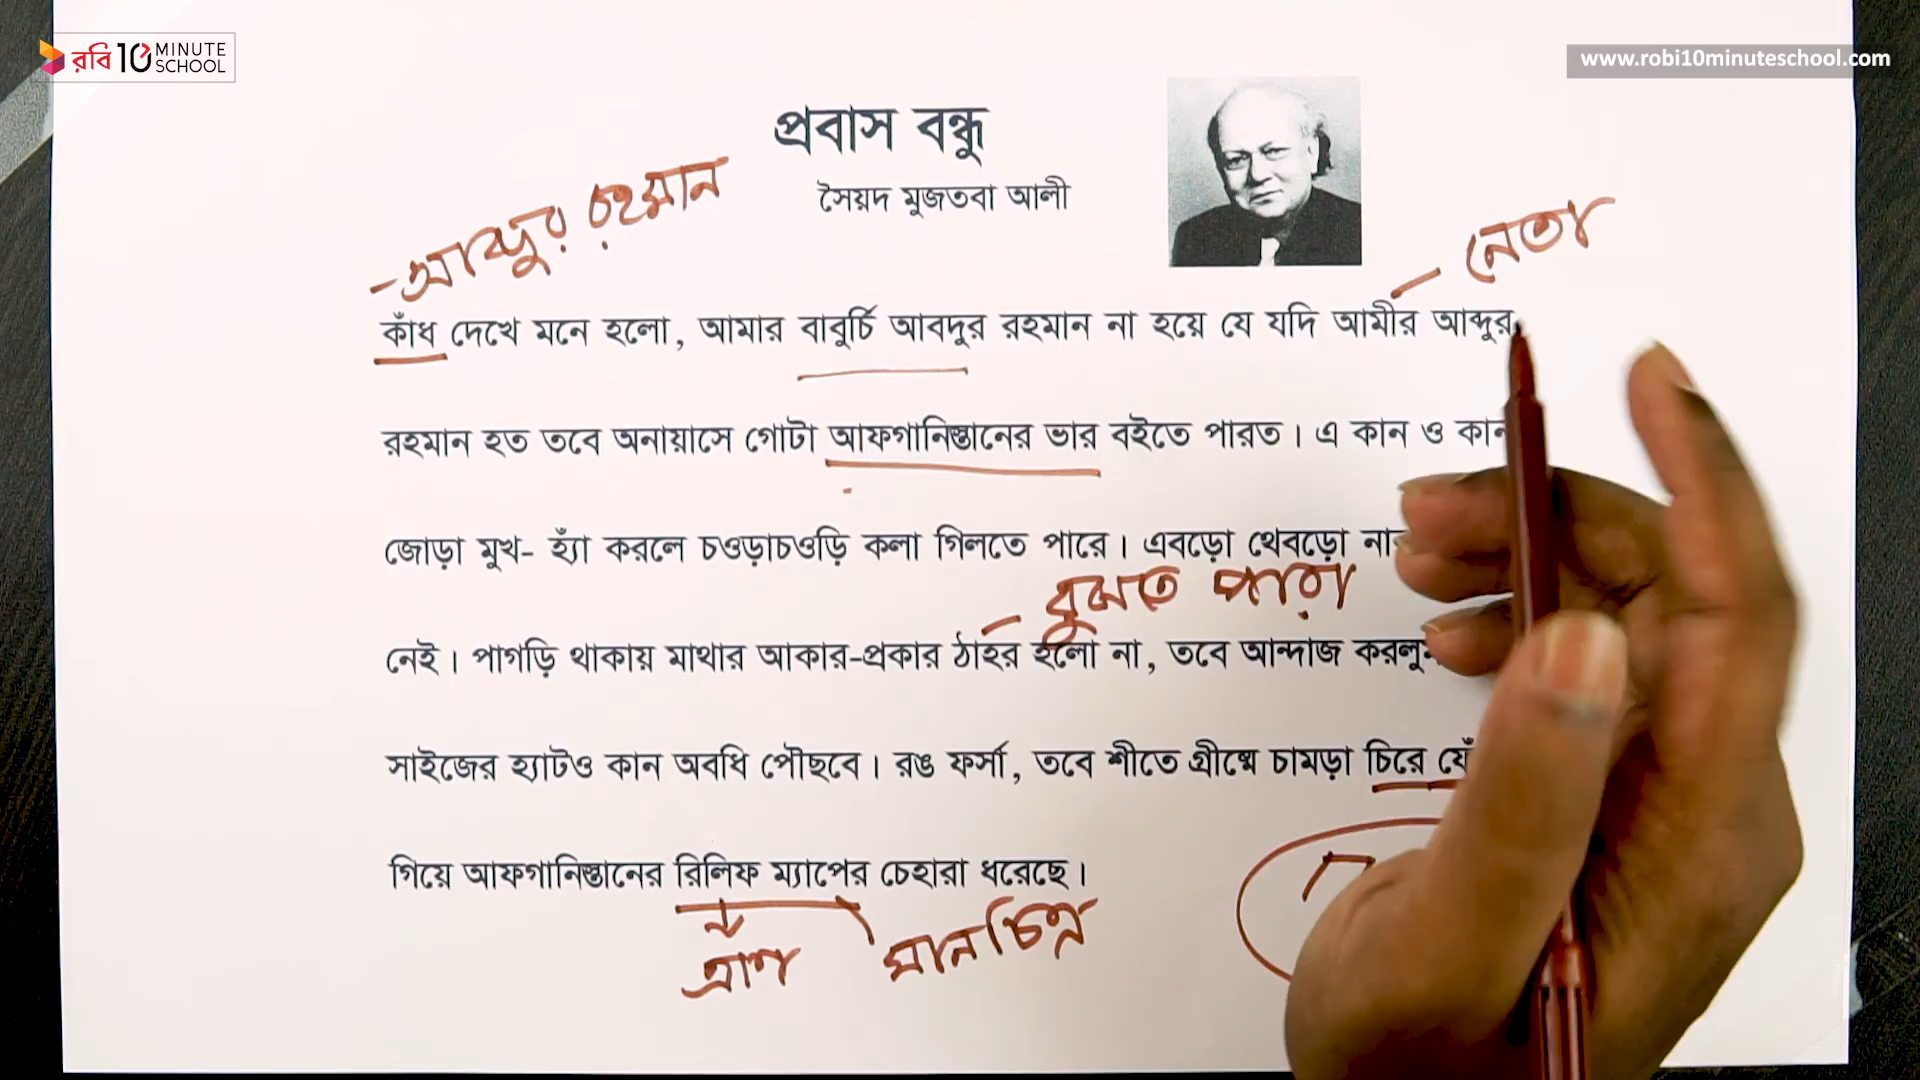 রবি 10 MINUTE SCHOOL
www.robi10minuteschool.com
প্রবাস বন্ধু
সৈয়দ মুজতবা আলী
- আব্দুর রহমান
- নেতা
কাঁধ দেখে মনে হলো, আমার বাবুর্চি আবদুর রহমান না হয়ে যে যদি আমীর আব্দুর
রহমান হত তবে অনায়াসে গোটা আফগানিস্তানের ভার বইতে পারত। এ কান ও কান
জোড়া মুখ- হ্যাঁ করলে চওড়াচওড়ি কলা গিলতে পারে। এবড়ো থেবড়ো
- বুঝতে পারা
নেই। পাগড়ি থাকায় মাথার আকার-প্রকার ঠাহর হলো না, তবে আন্দাজ
সাইজের হ্যাটও কান অবধি পৌছবে। রঙ ফর্সা, তবে শীতে গ্রীষ্মে চামড়া চিরে
গিয়ে আফগানিস্তানের রিলিফ ম্যাপের চেহারা ধরেছে।
ত্রাণ মানচিত্র